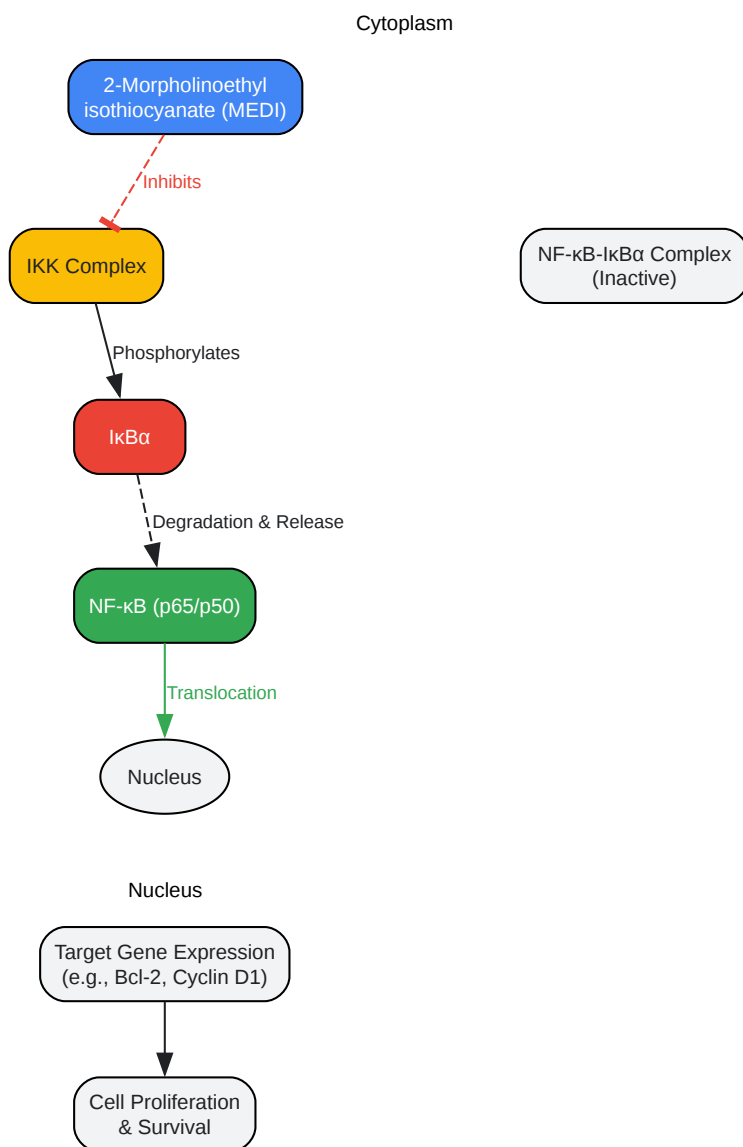 Cytoplasm
2-Morpholinoethyl
isothiocyanate (MEDI)
Inhibits
IKK Complex
NF-κB-IκBα Complex
(Inactive)
Phosphorylates
IκBα
Degradation & Release
NF-κB (p65/p50)
Translocation
Nucleus
Nucleus
Target Gene Expression
(e.g., Bcl-2, Cyclin D1)
Cell Proliferation
& Survival